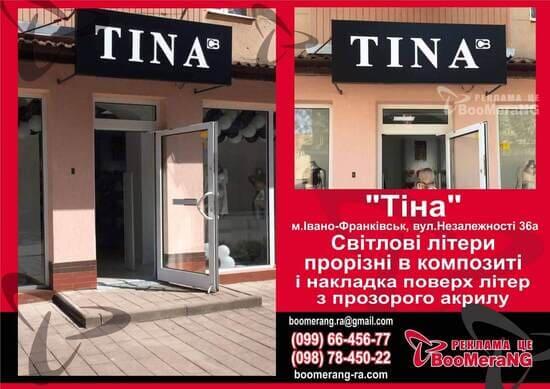 TINA
TINA
РЕКЛАМА ЦЕ
BooMeraNG
"Тіна"
м.Івано-Франківськ, вул.Незалежності 36а
Світлові літери
прорізні в композиті
і накладка поверх літер
з прозорого акрилу
boomerang.ra@gmail.com
(099) 66-456-77
(098) 78-450-22
boomerang-ra.com
РЕКЛАМА ЦЕ
BooMeraNG